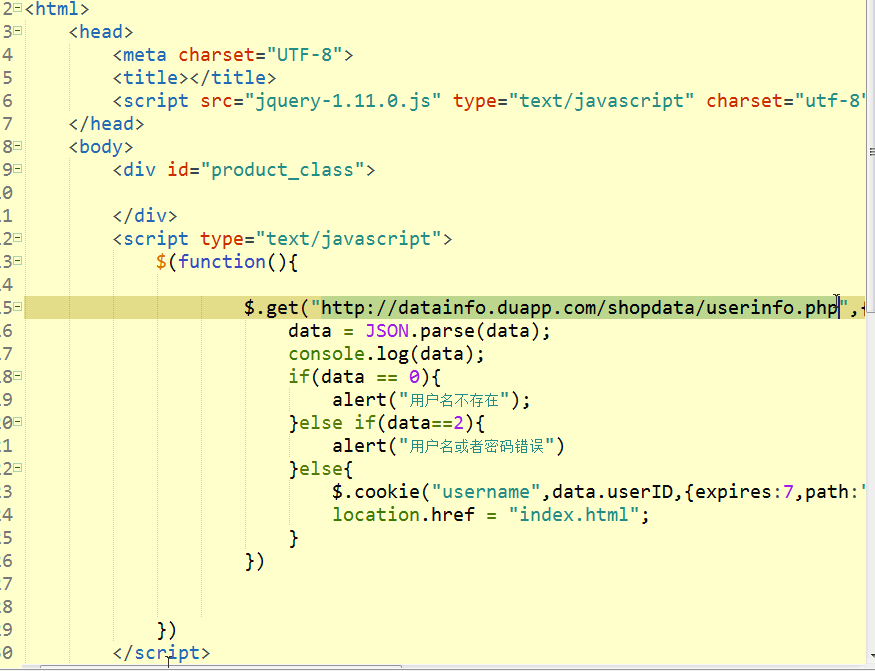 2 <html>
3 <head>
4 <meta charset="UTF-8">
5 <title></title>
6 <script src="jquery-1.11.0.js" type="text/javascript" charset="utf-8"
7 </head>
8 <body>
9 <div id="product_class">
0
1 </div>
2 <script type="text/javascript">
3 $(function(){
4
5 $.get("http://datainfo.duapp.com/shopdata/userinfo.php",{
6 data = JSON.parse(data);
7 console.log(data);
8 if(data == 0){
9 alert("用户名不存在");
0 }else if(data==2){
1 alert("用户名或者密码错误")
2 }else{
3 $.cookie("username",data.userID,{expires:7,path:'
4 location.href = "index.html";
5 }
6 })
7
8
9 })
0 </script>